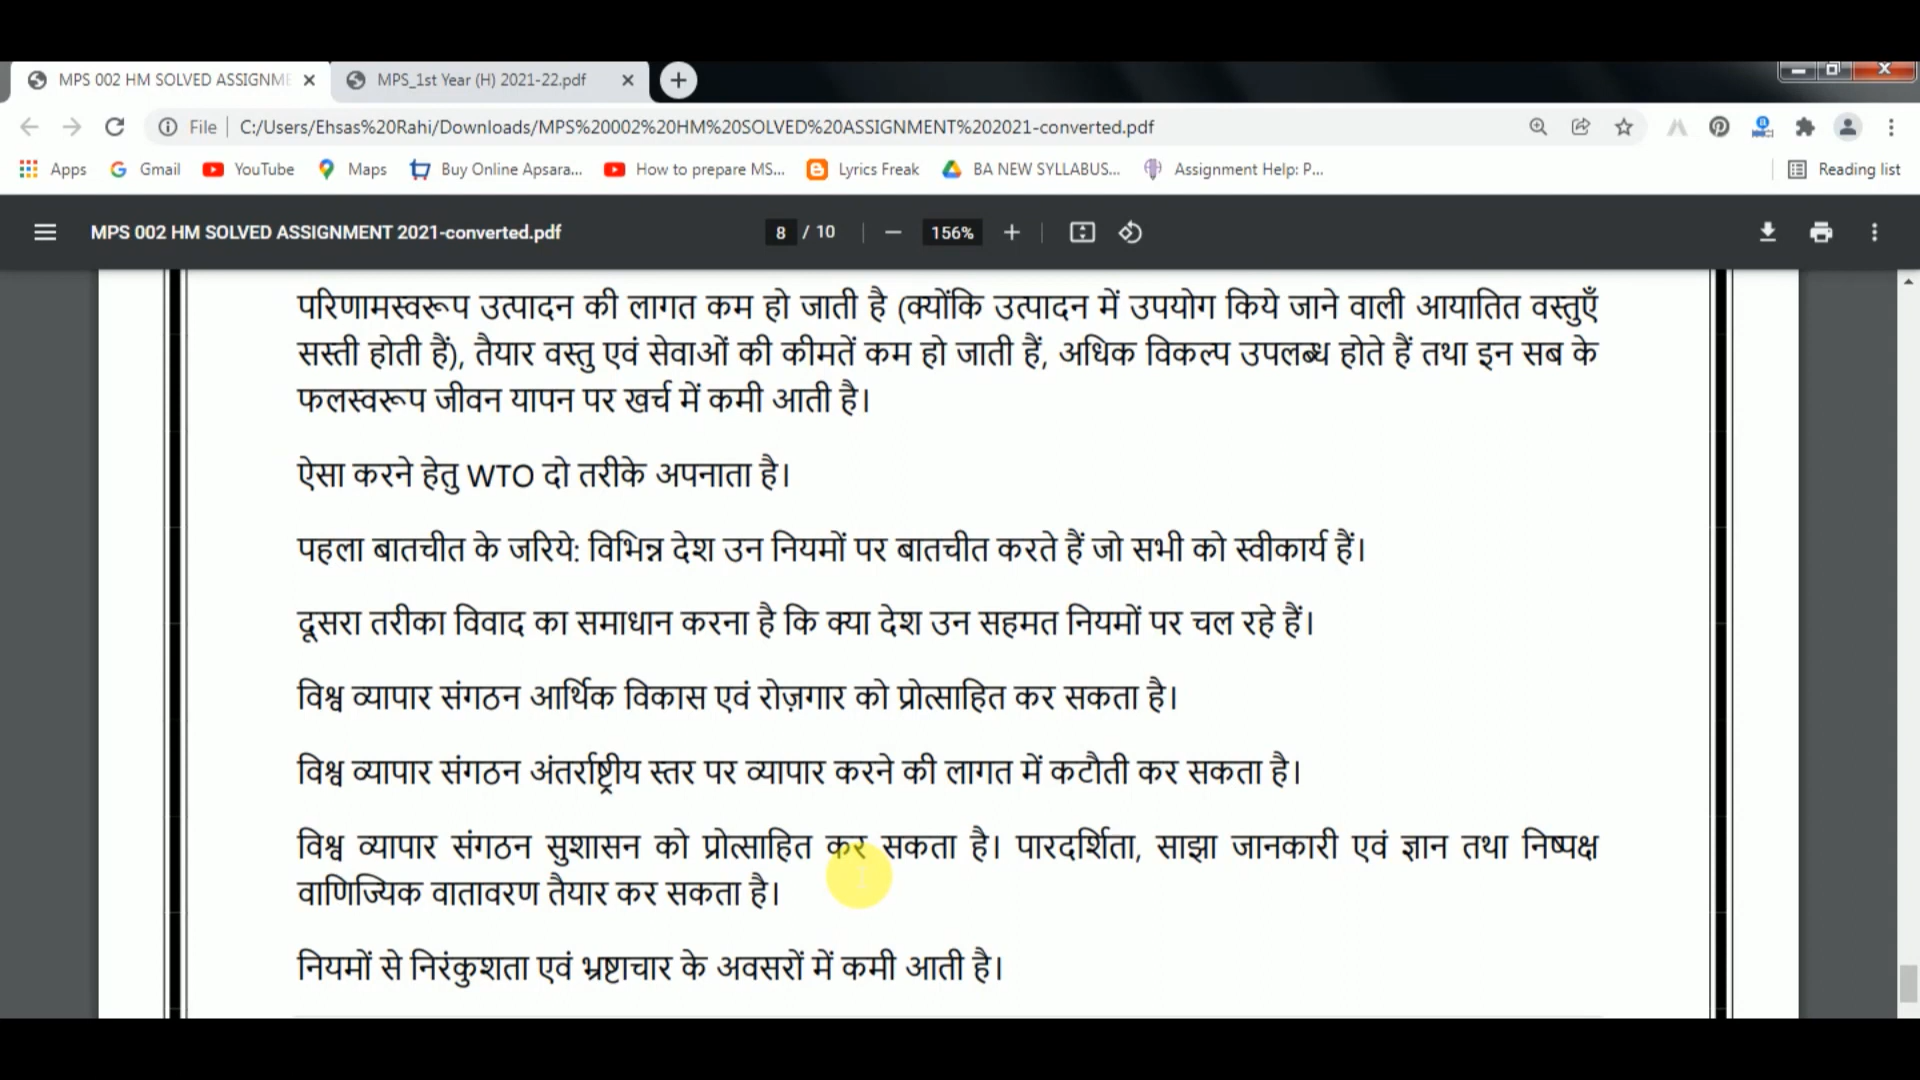 MPS 002 HM SOLVED ASSIGNME
MPS_1st Year (H) 2021-22.pdf
File
C:/Users/Ehsas%20Rahi/Downloads/MPS%20002%20HM%20SOLVED%20ASSIGNMENT%202021-converted.pdf
Apps Gmail YouTube Maps Buy Online Apsara... How to prepare MS... Lyrics Freak BA NEW SYLLABUS... Assignment Help: P... Reading list
MPS 002 HM SOLVED ASSIGNMENT 2021-converted.pdf 8 / 10 156%
परिणामस्वरूप उत्पादन की लागत कम हो जाती है (क्योंकि उत्पादन में उपयोग किये जाने वाली आयातित वस्तुएँ
सस्ती होती हैं), तैयार वस्तु एवं सेवाओं की कीमतें कम हो जाती हैं, अधिक विकल्प उपलब्ध होते हैं तथा इन सब के
फलस्वरूप जीवन यापन पर खर्च में कमी आती है।
ऐसा करने हेतु WTO दो तरीके अपनाता है।
पहला बातचीत के जरिये: विभिन्न देश उन नियमों पर बातचीत करते हैं जो सभी को स्वीकार्य हैं।
दूसरा तरीका विवाद का समाधान करना है कि क्या देश उन सहमत नियमों पर चल रहे हैं।
विश्व व्यापार संगठन आर्थिक विकास एवं रोज़गार को प्रोत्साहित कर सकता है।
विश्व व्यापार संगठन अंतर्राष्ट्रीय स्तर पर व्यापार करने की लागत में कटौती कर सकता है।
विश्व व्यापार संगठन सुशासन को प्रोत्साहित कर सकता है। पारदर्शिता, साझा जानकारी एवं ज्ञान तथा निष्पक्ष
वाणिज्यिक वातावरण तैयार कर सकता है।
नियमों से निरंकुशता एवं भ्रष्टाचार के अवसरों में कमी आती है।